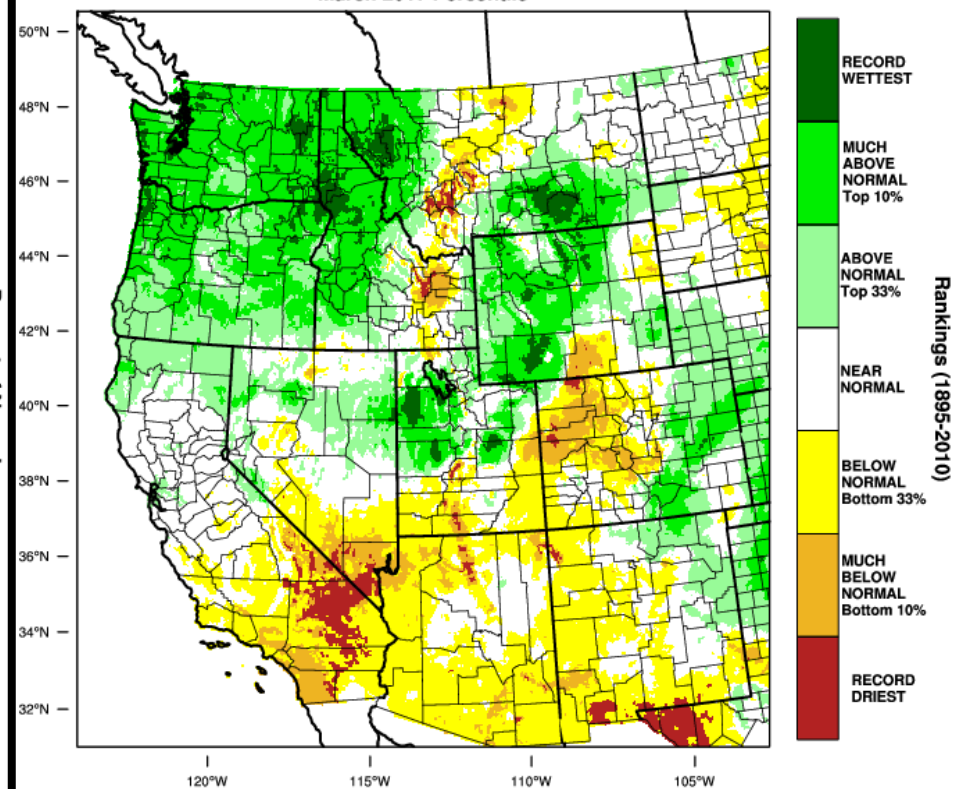 50°N
48°N
46°N
44°N
42°N
40°N
38°N
36°N
34°N
32°N
120°W
115°W
110°W
105°W
RECORD
WETTEST
MUCH
ABOVE
NORMAL
Top 10%
ABOVE
NORMAL
Top 33%
NEAR
NORMAL
BELOW
NORMAL
Bottom 33%
MUCH
BELOW
NORMAL
Bottom 10%
RECORD
DRIEST
Rankings (1895-2010)